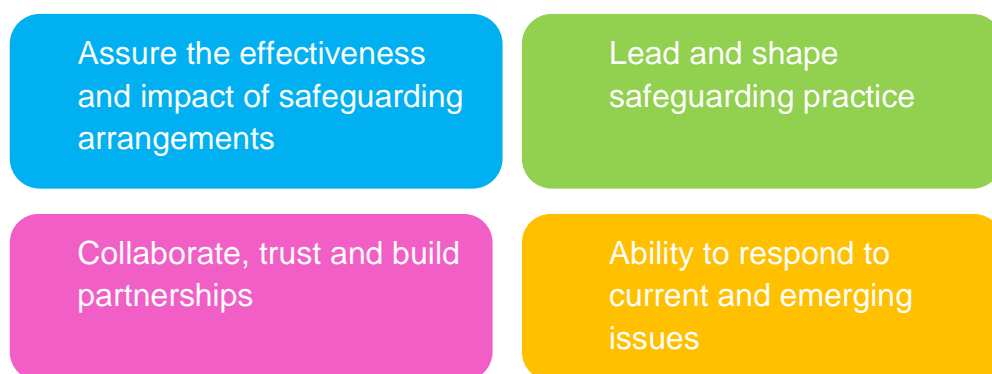 Assure the effectiveness
and impact of safeguarding
arrangements
Lead and shape
safeguarding practice
Collaborate, trust and build
partnerships
Ability to respond to
current and emerging
issues